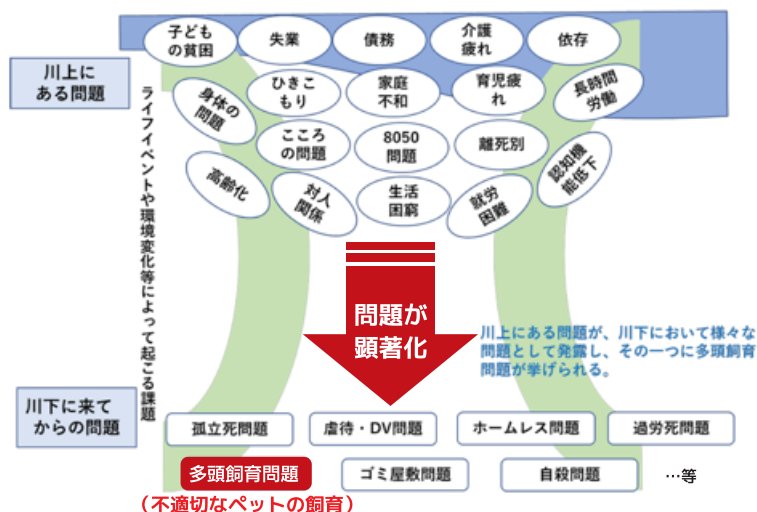 子ども
の貧困
失業
債務
介護
疲れ
依存
川上に
ある問題
身体の
問題
ひきこ
もり
家庭
不和
育児疲
れ
長時間
労働
こころ
の問題
8050
問題
離死別
認知機
能低下
高齢化
対人
関係
生活
困窮
就労
困難
ライフイベントや環境変化等によって起こる課題
問題が
顕著化
川上にある問題が、川下において様々な
問題として発露し、その一つに多頭飼育
問題が挙げられる。
川下に来て
からの問題
孤立死問題
虐待・DV問題
ホームレス問題
過労死問題
多頭飼育問題
ゴミ屋敷問題
自殺問題
…等
（不適切なペットの飼育）